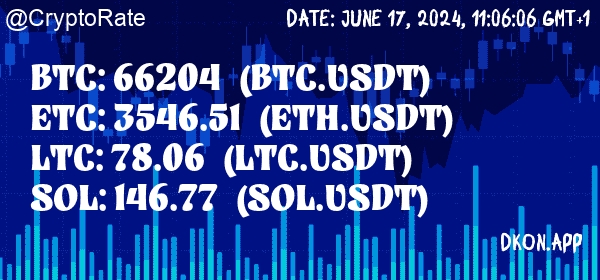 @CryptoRate
DATE: JUNE 17, 2024, 11:06:06 GMT+1
BTC: 66204 (BTC.USDT)
ETC: 3546.51 (ETH.USDT)
LTC: 78.06 (LTC.USDT)
SOL: 146.77 (SOL.USDT)
DKON.APP